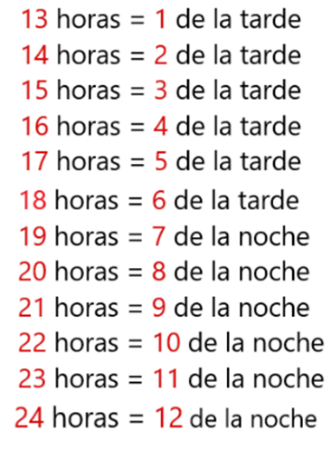 13 horas = 1 de la tarde
14 horas = 2 de la tarde
15 horas = 3 de la tarde
16 horas = 4 de la tarde
17 horas = 5 de la tarde
18 horas = 6 de la tarde
19 horas = 7 de la noche
20 horas = 8 de la noche
21 horas = 9 de la noche
22 horas = 10 de la noche
23 horas = 11 de la noche
24 horas = 12 de la noche